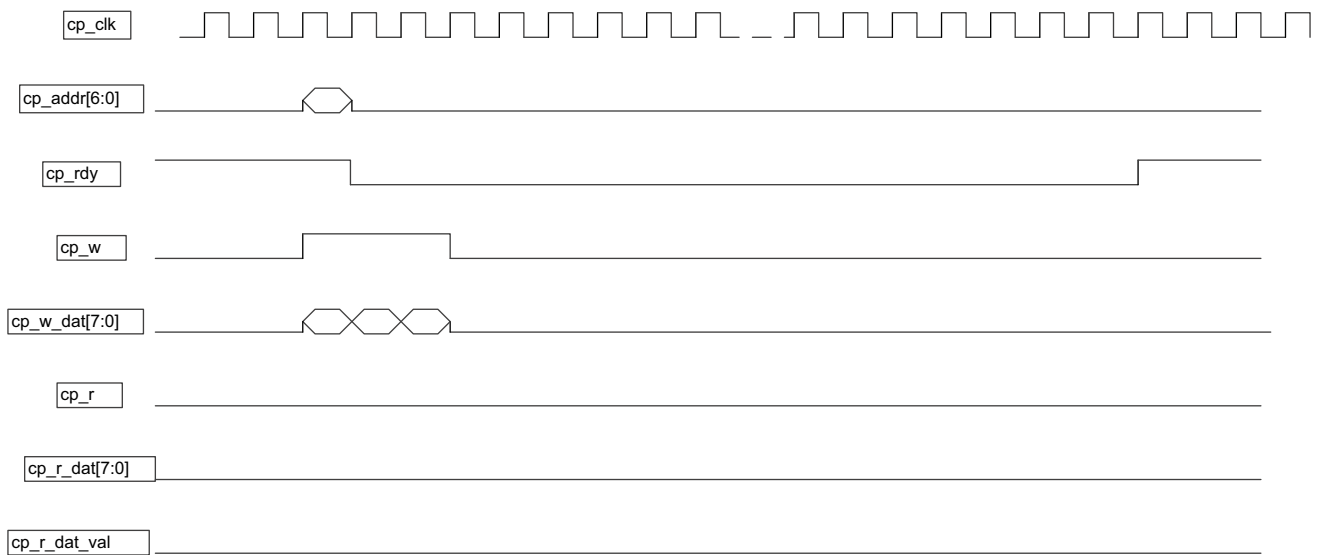 cp_clk
cp_addr[6:0]
cp_rdy
cp_w
cp_w_dat[7:0]
cp_r
cp_r_dat[7:0]
cp_r_dat_val